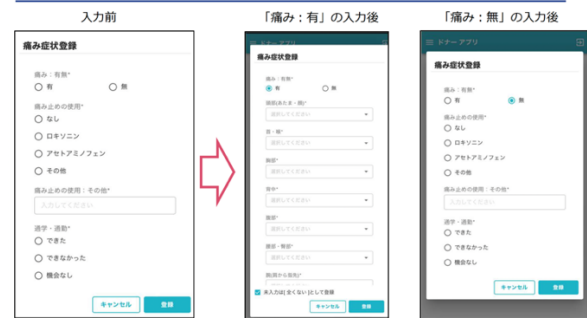 入力前
痛み症状登録
痛み：有無*
有
無
痛み止めの使用*
なし
ロキソニン
アセトアミノフェン
その他
痛み止めの使用：その他*
入力してください
通学・通勤*
できた
できなかった
機会なし
キャンセル
登録
「痛み：有」の入力後
ドナーアプリ
痛み症状登録
痛み：有無*
有
無
頭部(あたま・顔)*
選択してください
首・喉*
選択してください
胸部*
選択してください
背中*
選択してください
腹部*
選択してください
腰部・臀部*
選択してください
未入力は[全くない]として登録
キャンセル
登録
「痛み：無」の入力後
ドナーアプリ
痛み症状登録
痛み：有無*
有
無
痛み止めの使用*
なし
ロキソニン
アセトアミノフェン
その他
痛み止めの使用：その他*
入力してください
通学・通勤*
できた
できなかった
機会なし
キャンセル
登録